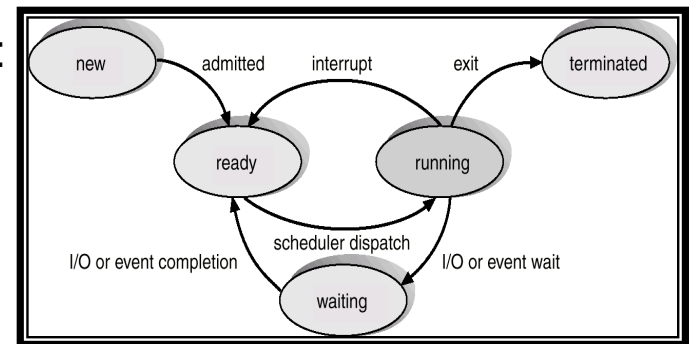 new admitted interrupt exit terminated
ready running
scheduler dispatch
I/O or event completion I/O or event wait
waiting